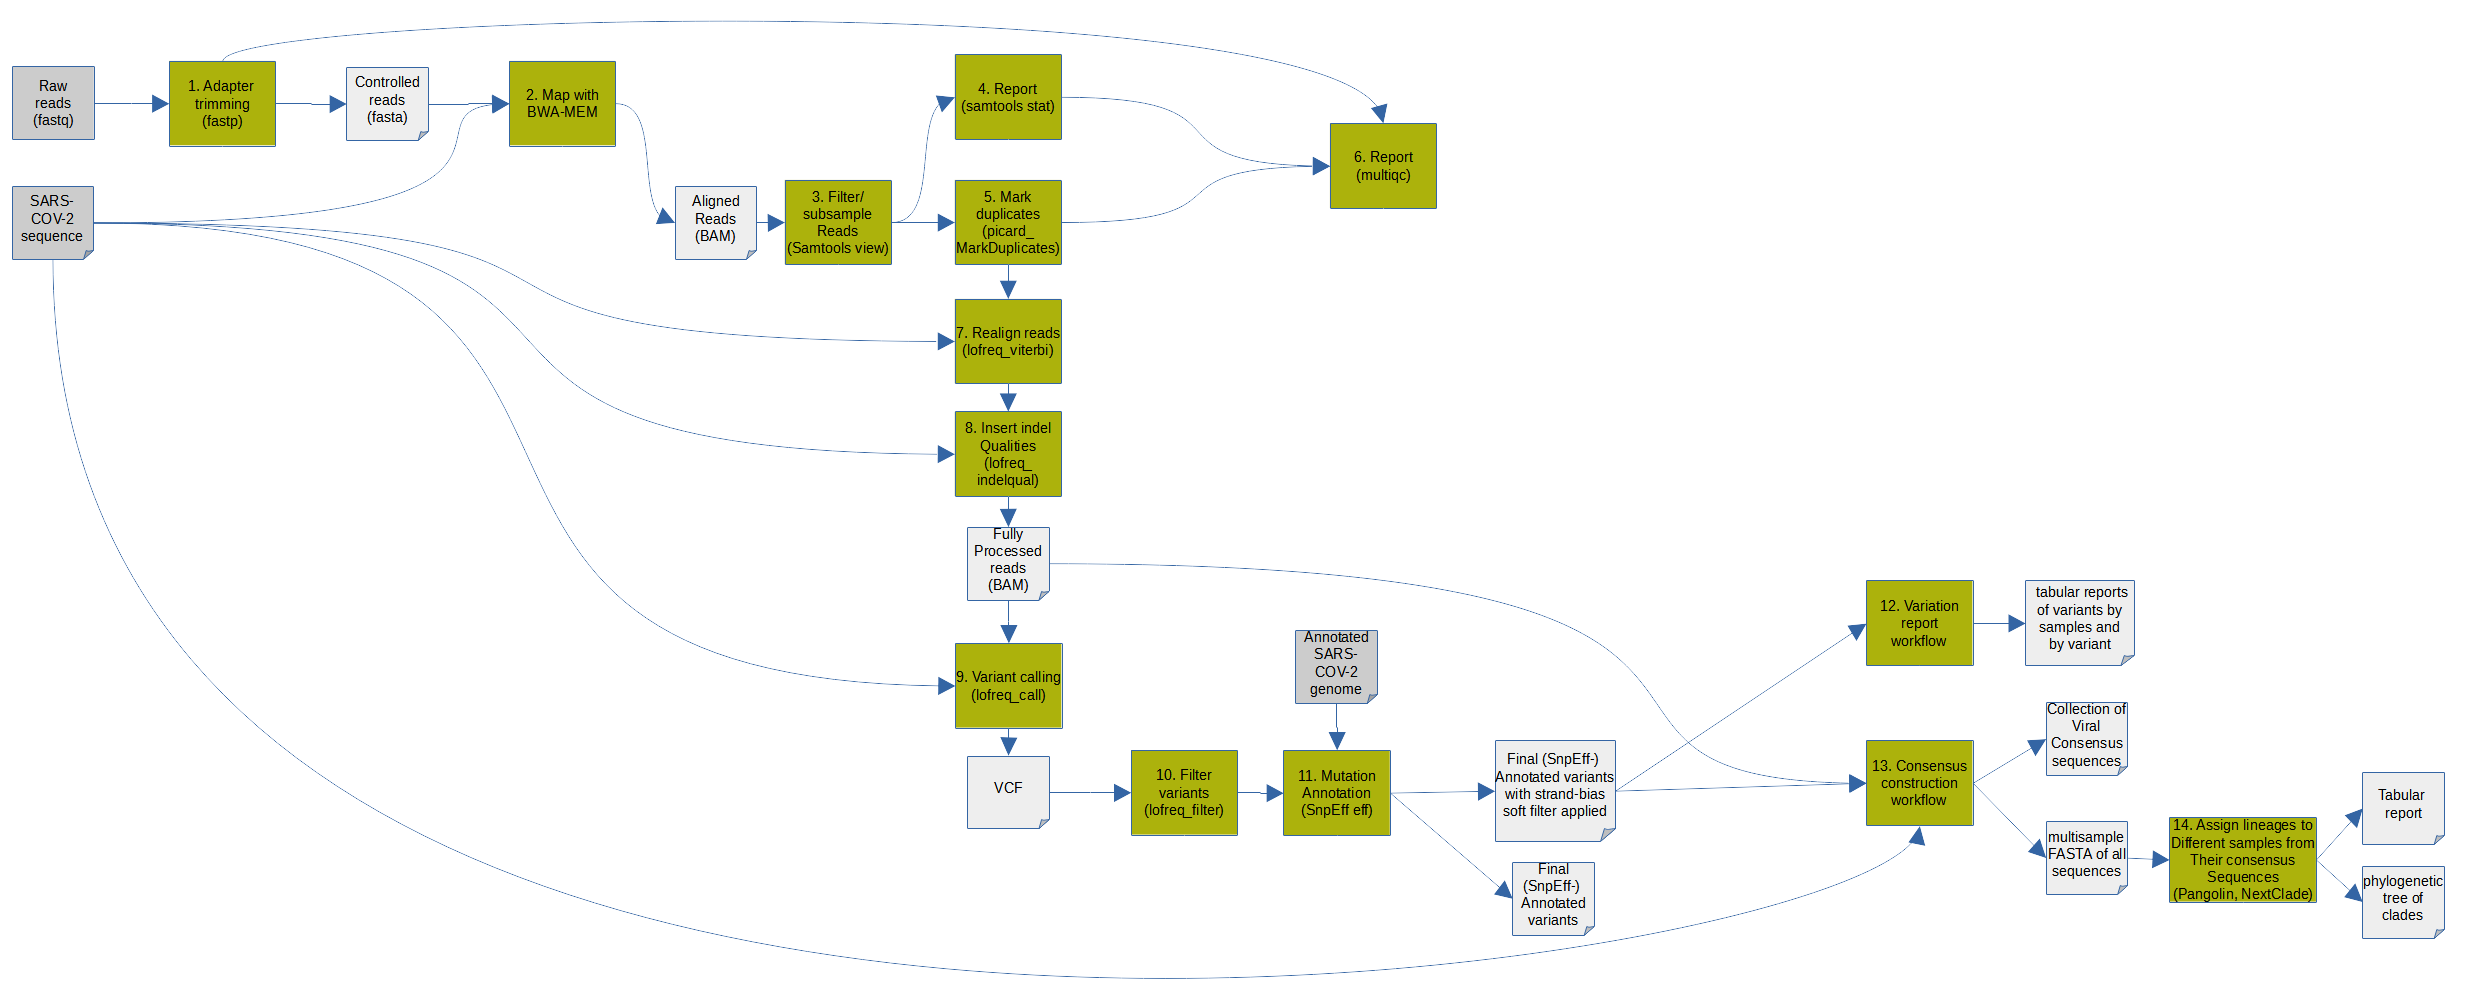 Raw
reads
(fastq)
1. Adapter
trimming
(fastp)
Controlled
reads
(fasta)
2. Map with
BWA-MEM
4. Report
(samtools stat)
6. Report
(multiqc)
SARS-
COV-2
sequence
Aligned
Reads
(BAM)
3. Filter/
subsample
Reads
(Samtools view)
5. Mark
duplicates
(picard_
MarkDuplicates)
7. Realign reads
(lofreq_viterbi)
8. Insert indel
Qualities
(lofreq_
indelqual)
Fully
Processed
reads
(BAM)
9. Variant calling
(lofreq_call)
VCF
10. Filter
variants
(lofreq_filter)
Annotated
SARS-
COV-2
genome
11. Mutation
Annotation
(SnpEff eff)
Final (SnpEff-)
Annotated variants
with strand-bias
soft filter applied
Final
(SnpEff-)
Annotated
variants
12. Variation
report
workflow
tabular reports
of variants by
samples and
by variant
13. Consensus
construction
workflow
Collection of
Viral
Consensus
sequences
multisample
FASTA of all
sequences
14. Assign lineages to
Different samples from
Their consensus
Sequences
(Pangolin, NextClade)
Tabular
report
phylogenetic
tree of
clades